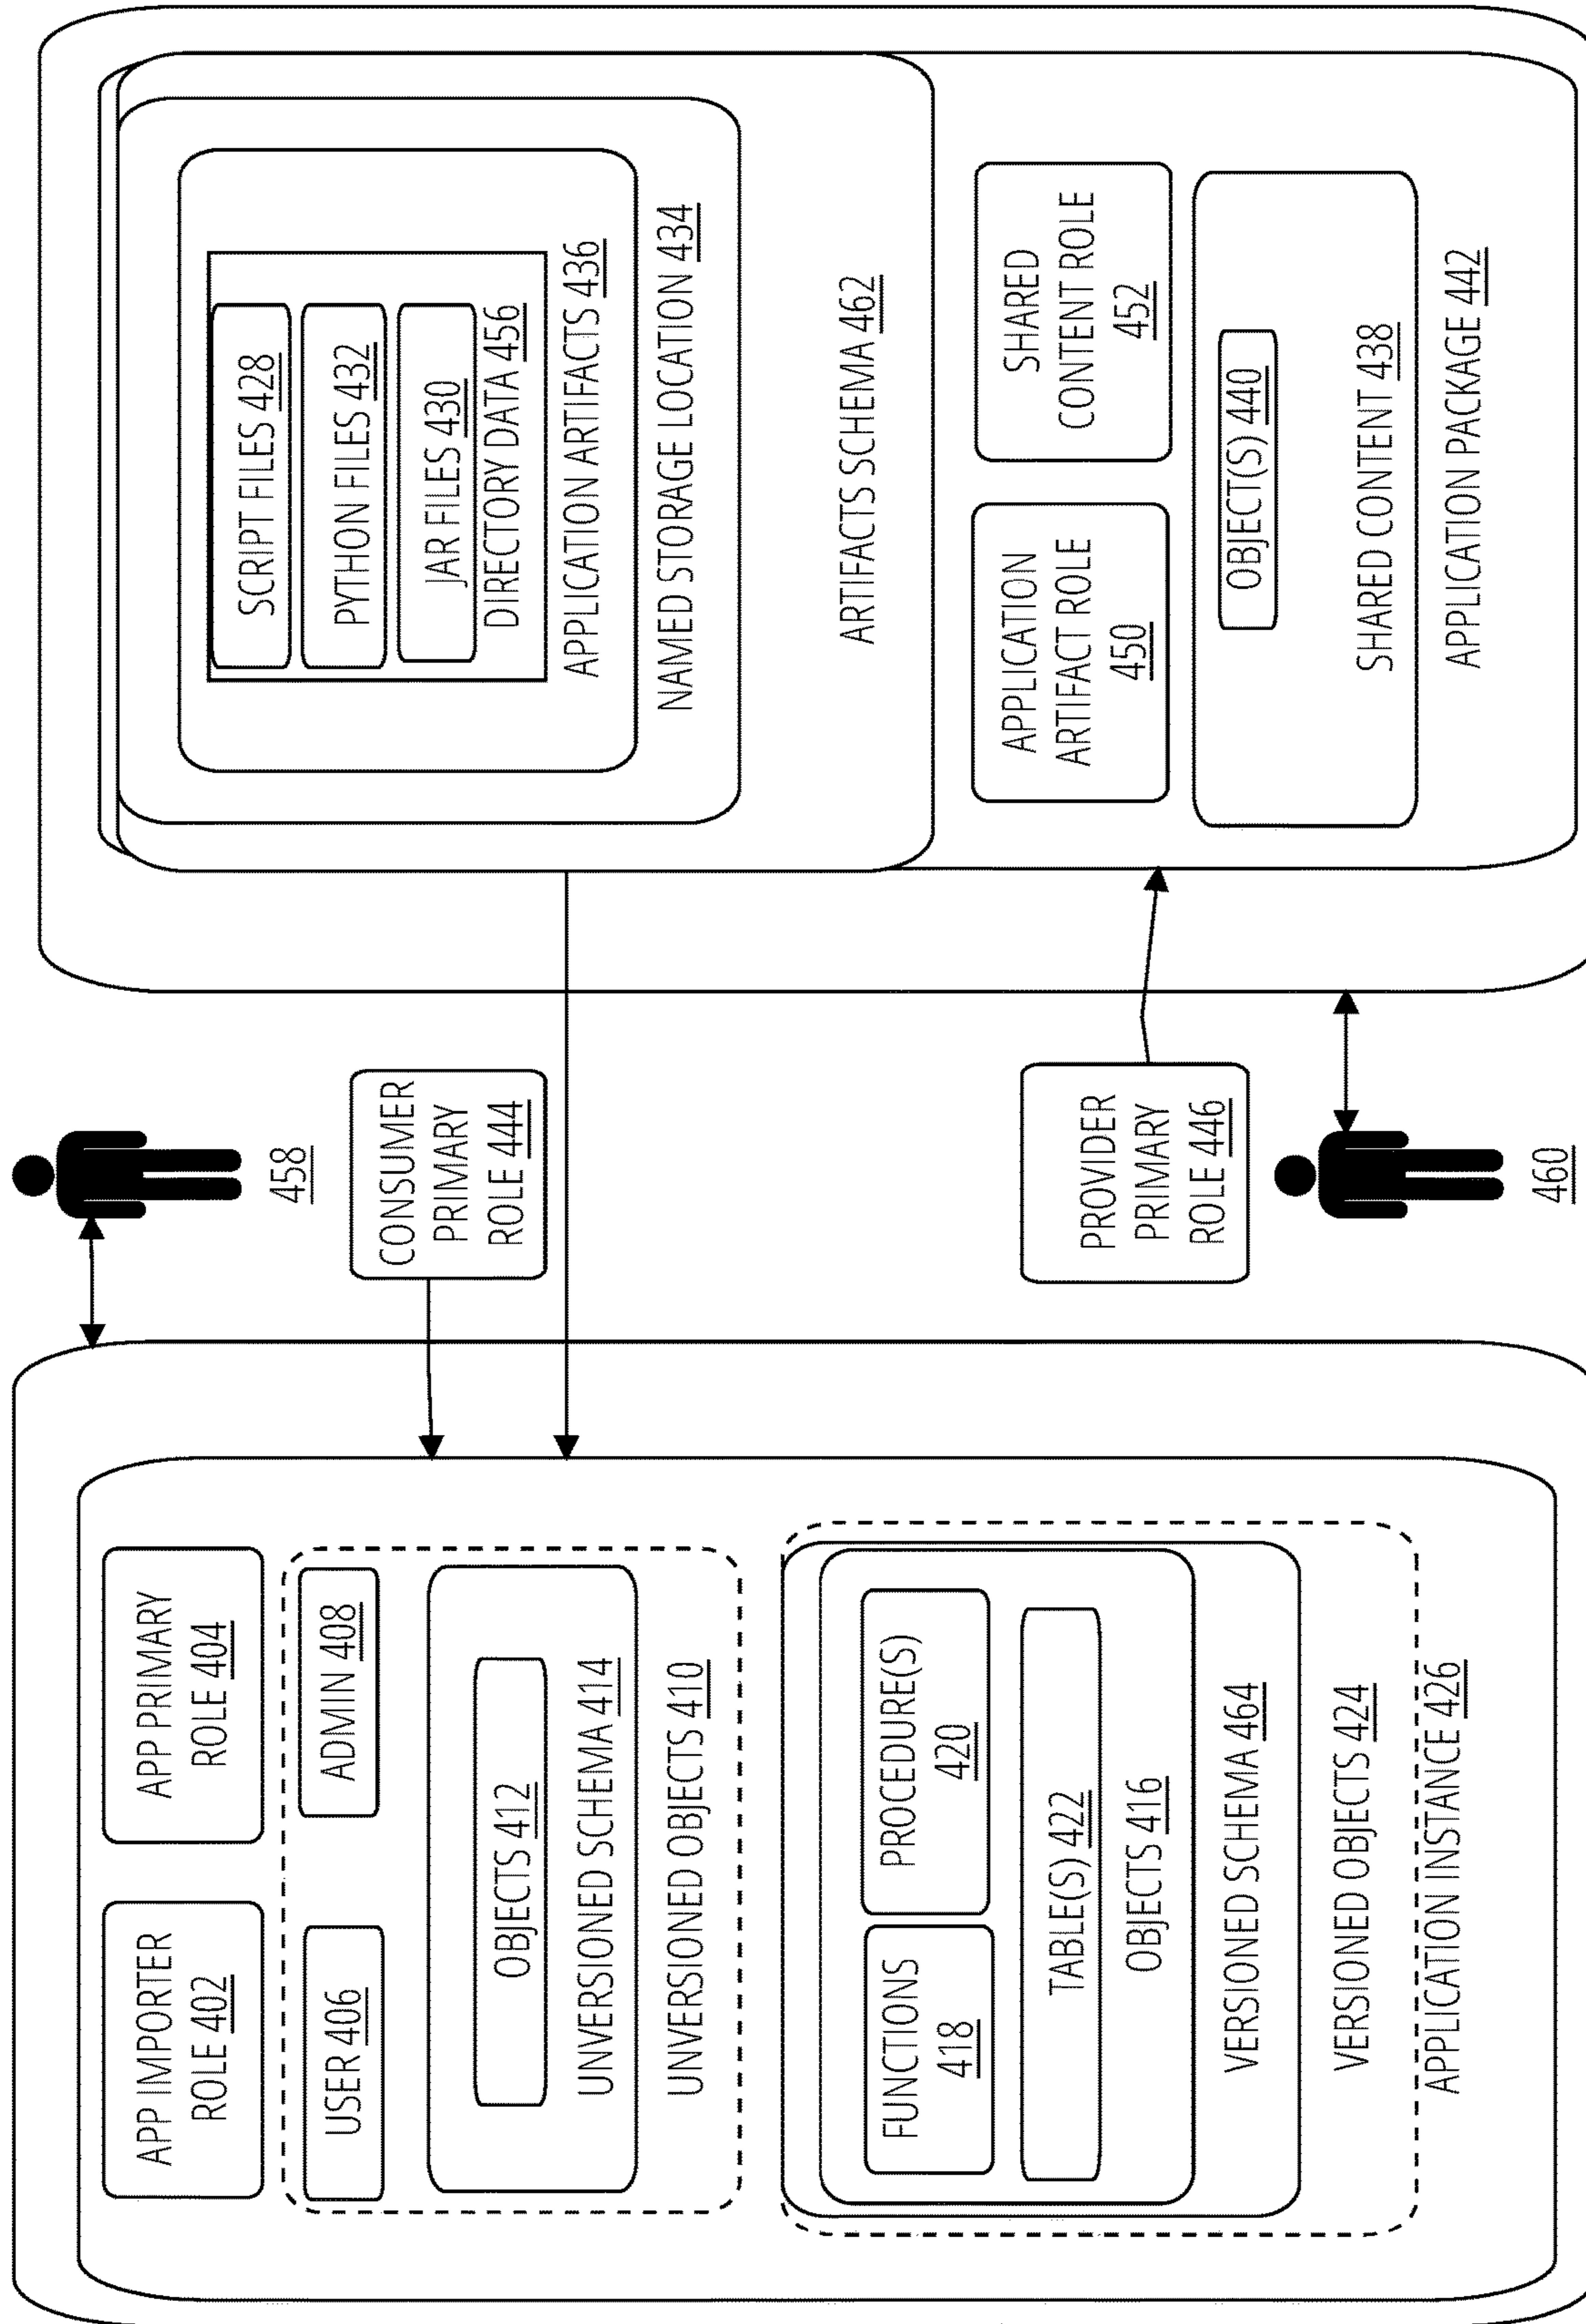 APP IMPORTER
ROLE 402
APP PRIMARY
ROLE 404
USER 406
ADMIN 408
OBJECTS 412
UNVERSIONED SCHEMA 414
UNVERSIONED OBJECTS 410
FUNCTIONS
418
PROCEDURE(S)
420
TABLE(S) 422
OBJECTS 416
VERSIONED SCHEMA 464
VERSIONED OBJECTS 424
APPLICATION INSTANCE 426
458
CONSUMER
PRIMARY
ROLE 444
PROVIDER
PRIMARY
ROLE 446
460
SCRIPT FILES 428
PYTHON FILES 432
JAR FILES 430
DIRECTORY DATA 456
APPLICATION ARTIFACTS 436
NAMED STORAGE LOCATION 434
ARTIFACTS SCHEMA 462
APPLICATION
ARTIFACT ROLE
450
SHARED
CONTENT ROLE
452
OBJECT(S) 440
SHARED CONTENT 438
APPLICATION PACKAGE 442